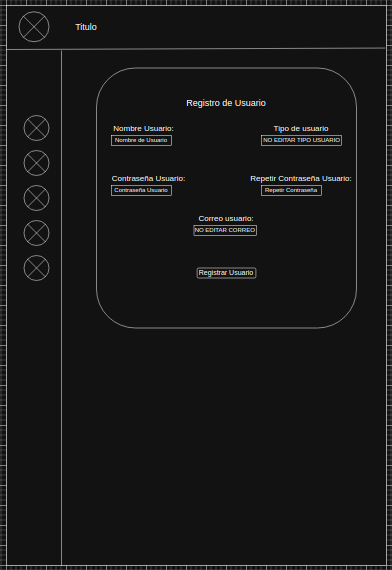 Titulo
Registro de Usuario
Nombre Usuario:
Tipo de usuario
Nombre de Usuario
NO EDITAR TIPO USUARIO
Contraseña Usuario:
Repetir Contraseña Usuario:
Contraseña Usuario
Repetir Contraseña
Correo usuario:
NO EDITAR CORREO
Registrar Usuario